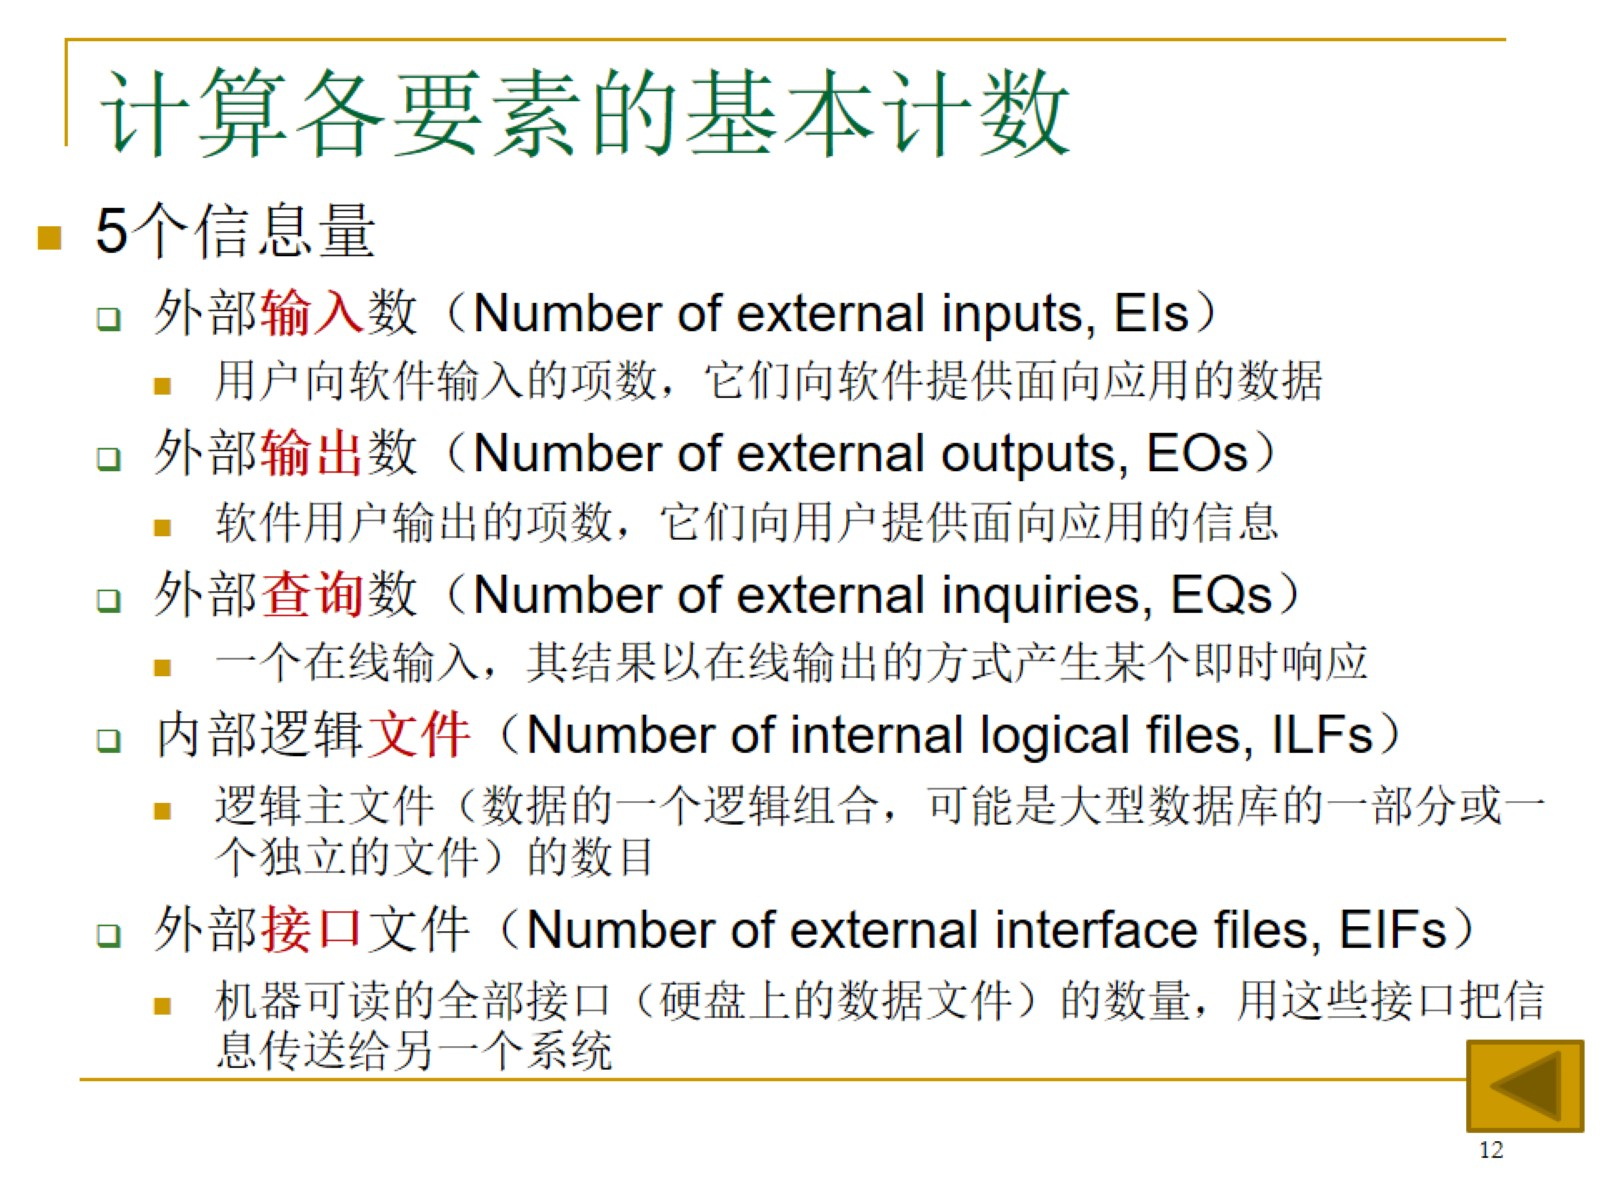 计算各要素的基本计数
5个信息量
外部输入数（Number of external inputs, EIs）
用户向软件输入的项数，它们向软件提供面向应用的数据
外部输出数（Number of external outputs, EOs）
软件用户输出的项数，它们向用户提供面向应用的信息
外部查询数（Number of external inquiries, EQs）
一个在线输入，其结果以在线输出的方式产生某个即时响应
内部逻辑文件（Number of internal logical files, ILFs）
逻辑主文件（数据的一个逻辑组合，可能是大型数据库的一部分或一
个独立的文件）的数目
外部接口文件（Number of external interface files, EIFs）
机器可读的全部接口（硬盘上的数据文件）的数量，用这些接口把信
息传送给另一个系统
12